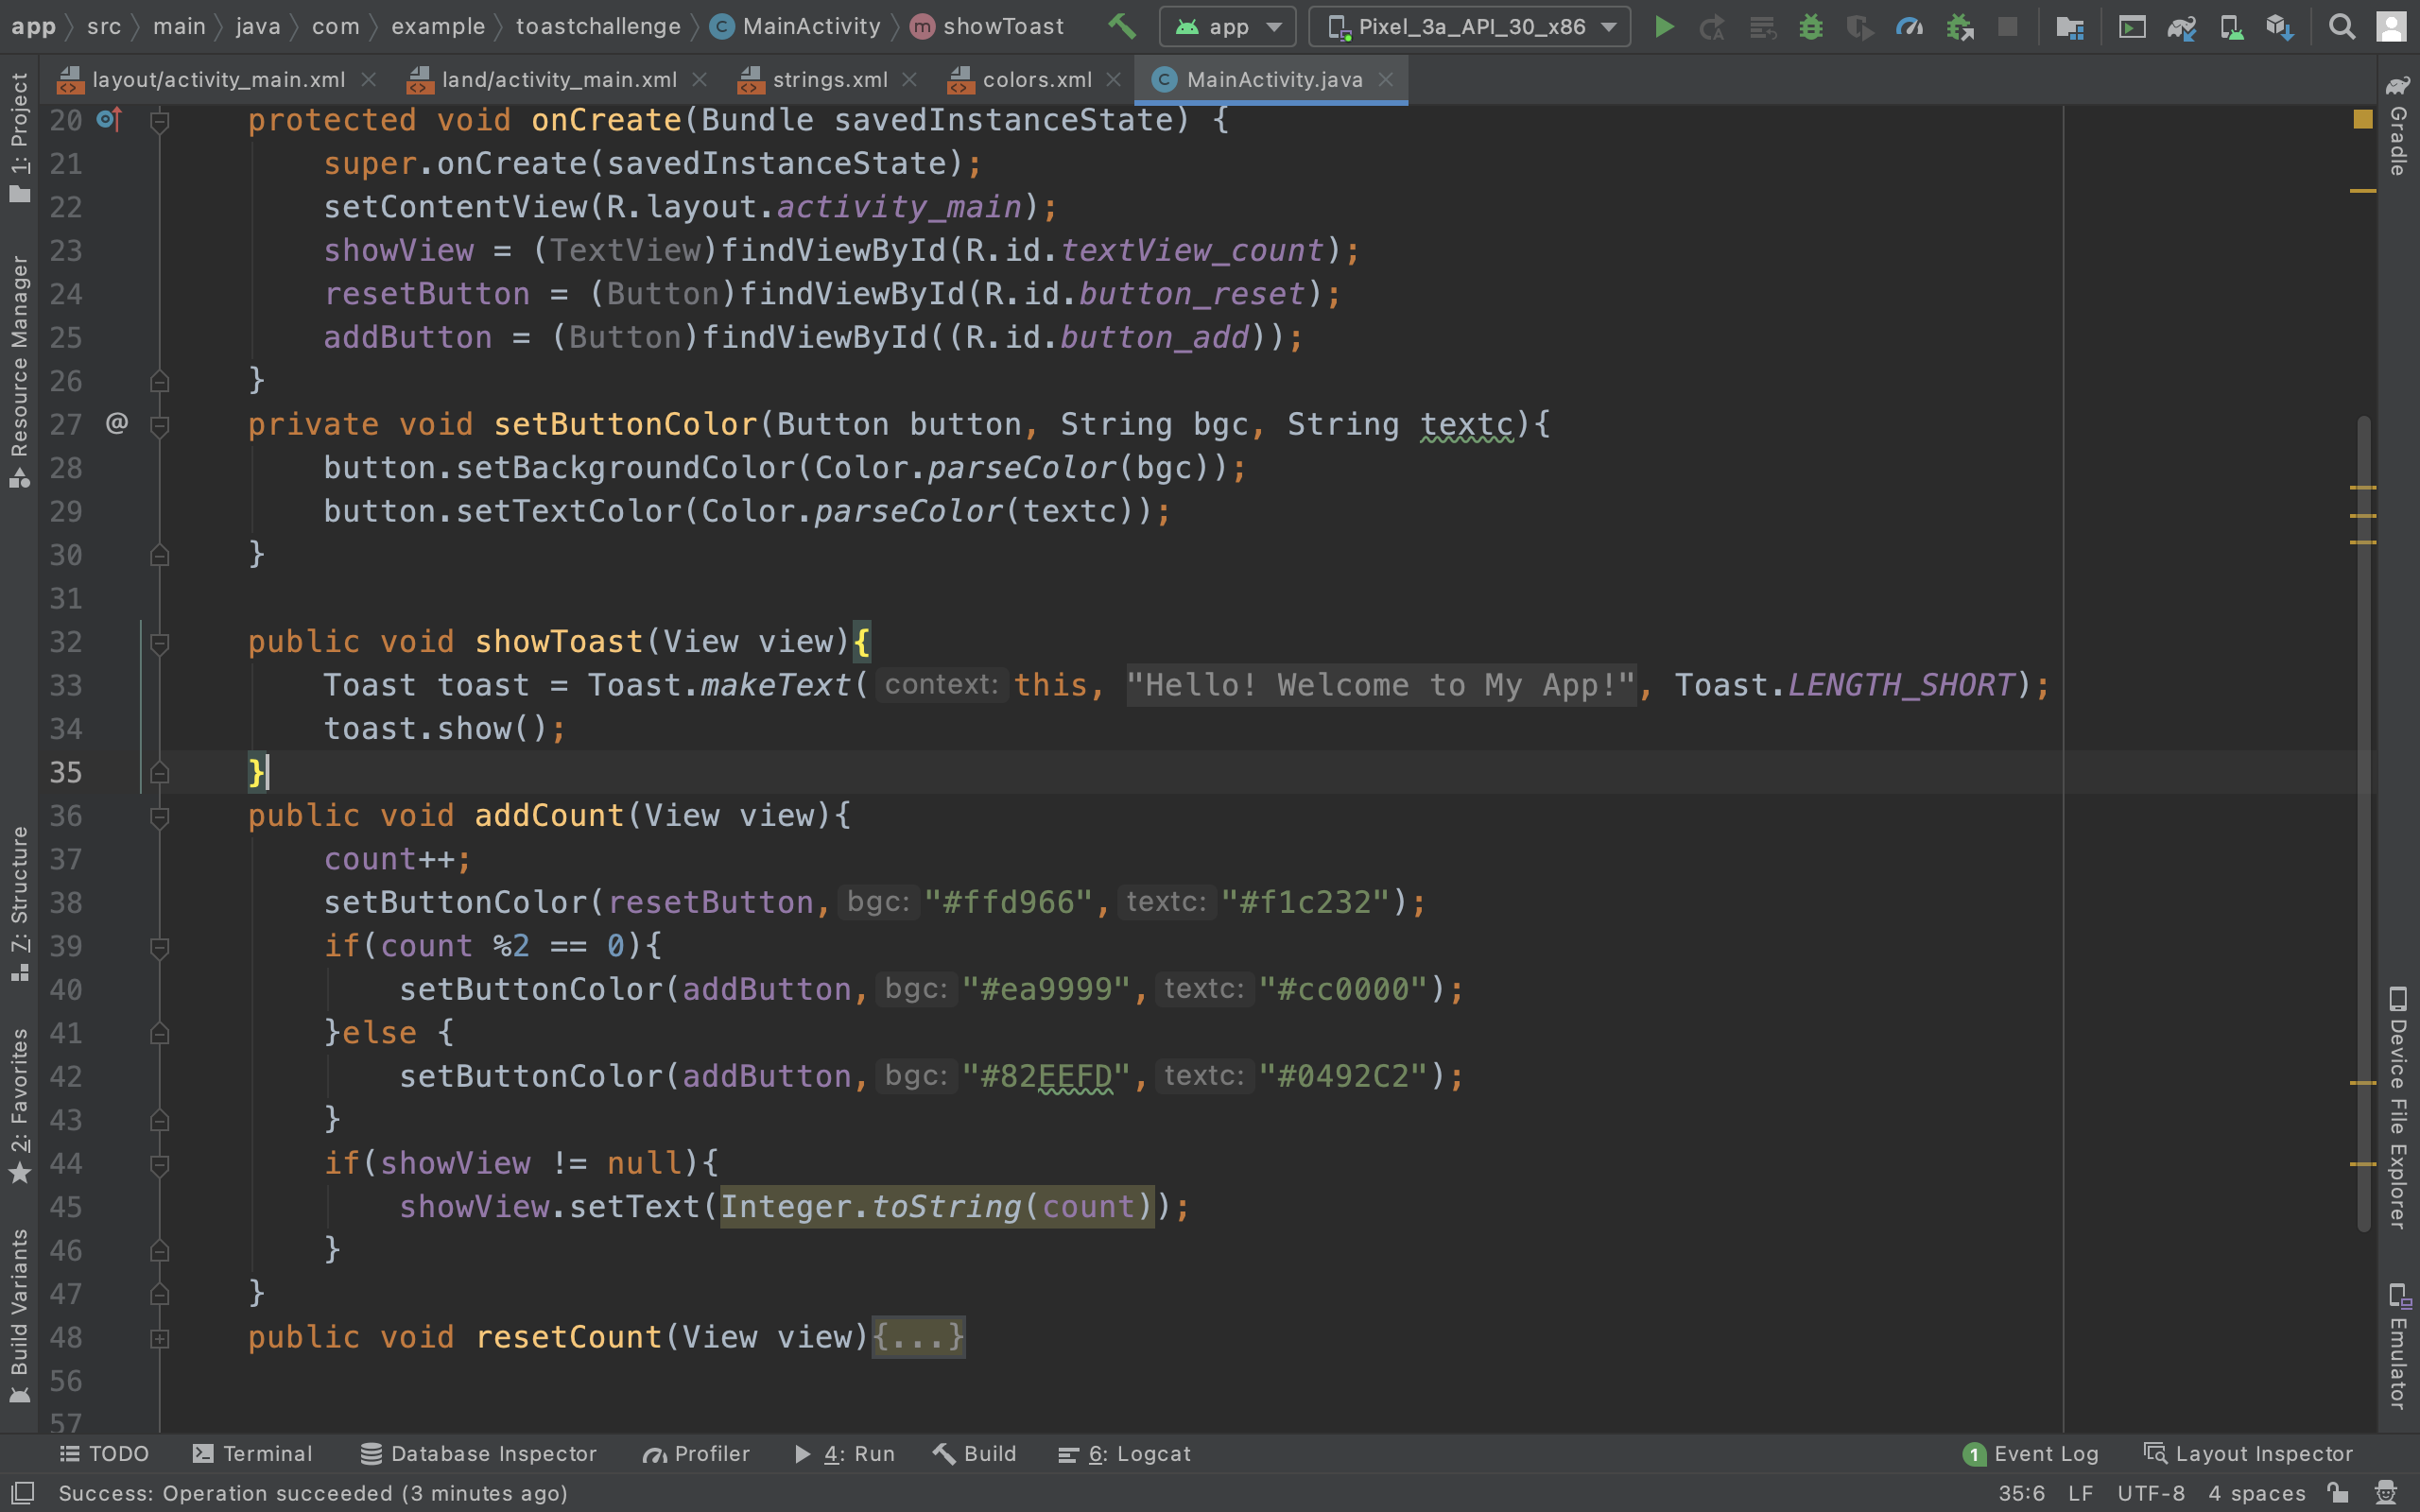 app src main java com example toastchallenge MainActivity showToast app Pixel_3a_API_30_x86
layout/activity_main.xml land/activity_main.xml strings.xml colors.xml MainActivity.java
1: Project
Resource Manager
7: Structure
2: Favorites
Build Variants
20 protected void onCreate(Bundle savedInstanceState) {
21 super.onCreate(savedInstanceState);
22 setContentView(R.layout.activity_main);
23 showView = (TextView)findViewById(R.id.textView_count);
24 resetButton = (Button)findViewById(R.id.button_reset);
25 addButton = (Button)findViewById((R.id.button_add));
26 }
27 @ private void setButtonColor(Button button, String bgc, String textc){
28 button.setBackgroundColor(Color.parseColor(bgc));
29 button.setTextColor(Color.parseColor(textc));
30 }
31
32 public void showToast(View view){
33 Toast toast = Toast.makeText( context: this, "Hello! Welcome to My App!", Toast.LENGTH_SHORT);
34 toast.show();
35 }
36 public void addCount(View view){
37 count++;
38 setButtonColor(resetButton, bgc: "#ffd966", textc: "#f1c232");
39 if(count %2 == 0){
40 setButtonColor(addButton, bgc: "#ea9999", textc: "#cc0000");
41 }else {
42 setButtonColor(addButton, bgc: "#82EEFD", textc: "#0492C2");
43 }
44 if(showView != null){
45 showView.setText(Integer.toString(count));
46 }
47 }
48 public void resetCount(View view){...}
56
57
Gradle
Device File Explorer
Emulator
TODO Terminal Database Inspector Profiler 4: Run Build 6: Logcat 1 Event Log Layout Inspector
Success: Operation succeeded (3 minutes ago) 35:6 LF UTF-8 4 spaces